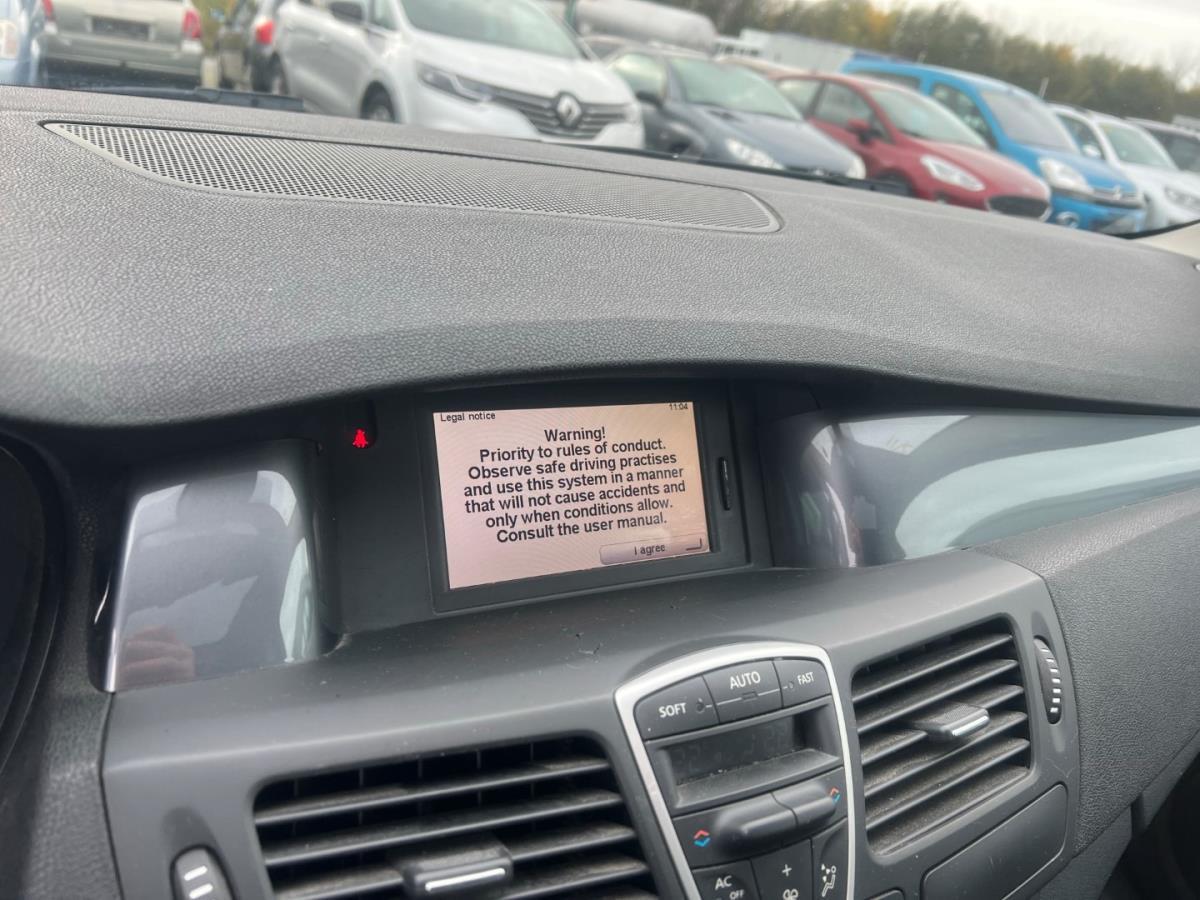 Legal notice 11:04
Warning!
Priority to rules of conduct.
Observe safe driving practises
and use this system in a manner
that will not cause accidents and
only when conditions allow.
Consult the user manual.
I agree
SOFT AUTO FAST
AC +
OFF